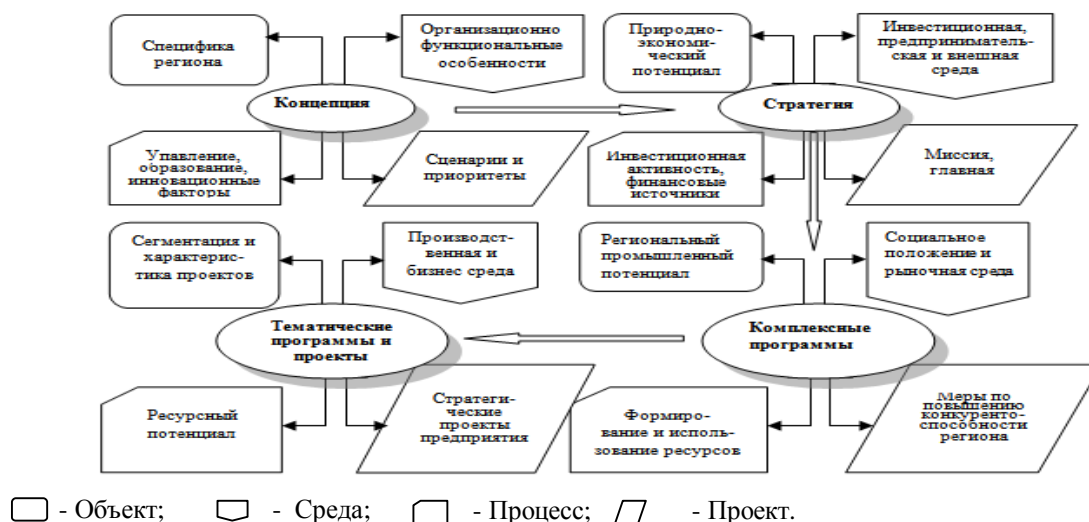 Специфика
региона
Организационно
функциональные
особенности
Природно-
экономи-
ческий
потенциал
Инвестиционная,
предприниматель-
ская и внешная
среда
Концепция
Стратегия
Упавление,
образование,
инновационные
факторы
Сценарии и
приоритеты
Инвестиционная
активность,
финансовые
источники
Миссия,
главная
Сегментация и
характерис-
тика проектов
Производст-
венная и
бизнес среда
Региональный
промышленный
потенциал
Социальное
положение и
рыночная среда
Тематические
программы и
проекты
Комплексные
программы
Ресурсный
потенциал
Стратеги-
ческие
проекты
предприятия
Формиро-
вание и исполь-
зование ресурсов
Меры по
повышению
конкуренто-
способности
региона
- Объект; - Среда; - Процесс; - Проект.